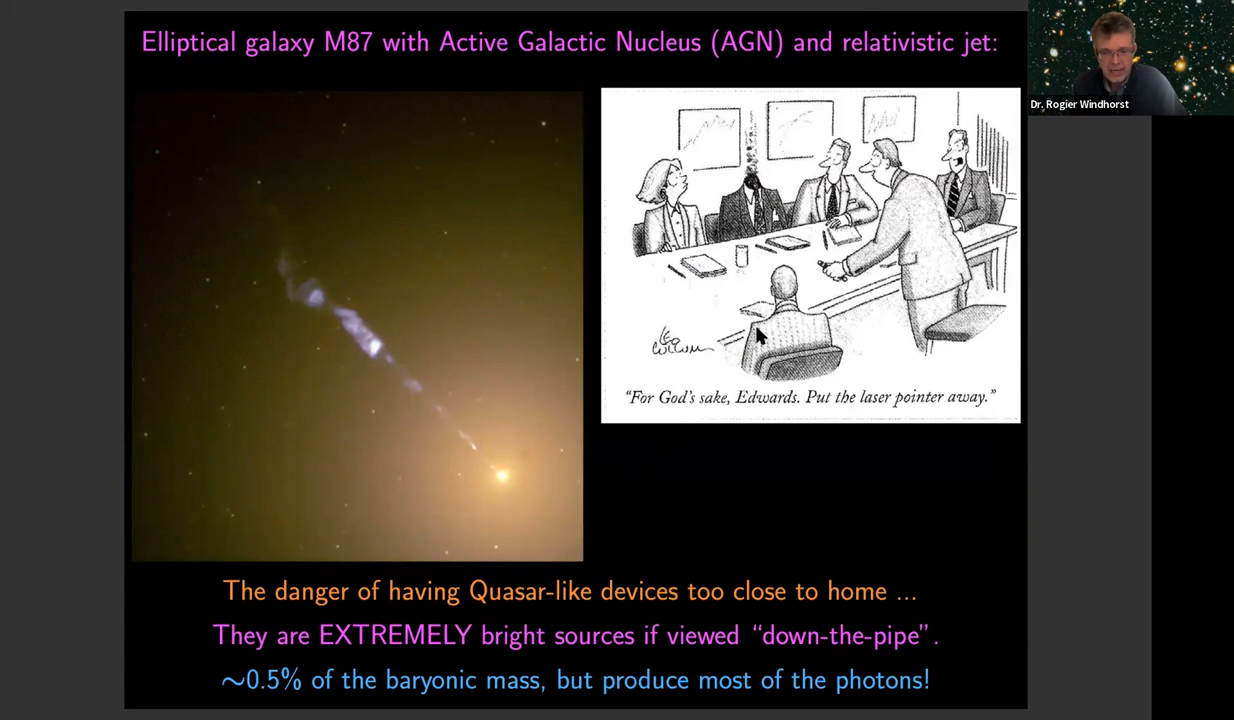 Elliptical galaxy M87 with Active Galactic Nucleus (AGN) and relativistic jet:
Dr. Rogier Windhorst
LEO
CULLUM
“For God's sake, Edwards. Put the laser pointer away.”
The danger of having Quasar-like devices too close to home ...
They are EXTREMELY bright sources if viewed “down-the-pipe”.
~0.5% of the baryonic mass, but produce most of the photons!